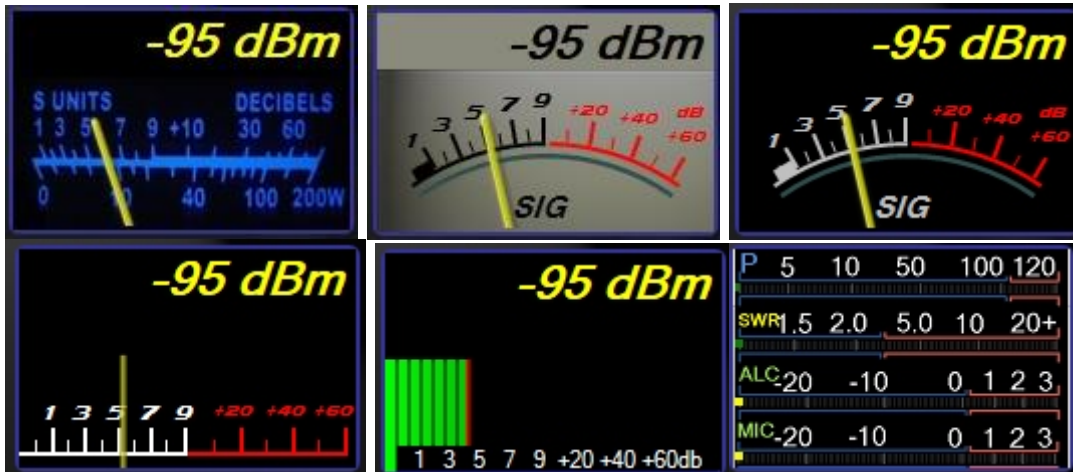 -95 dBm
S UNITS DECIBELS
1 3 5 7 9 +10 30 60
0 40 100 200W
-95 dBm
1 3 5 7 9 +20 +40 +60 dB
SIG
-95 dBm
1 3 5 7 9 +20 +40 +60 dB
SIG
-95 dBm
1 3 5 7 9 +20 +40 +60
-95 dBm
1 3 5 7 9 +20 +40 +60db
P 5 10 50 100 120
SWR 1.5 2.0 5.0 10 20+
ALC -20 -10 0 1 2 3
MIC -20 -10 0 1 2 3